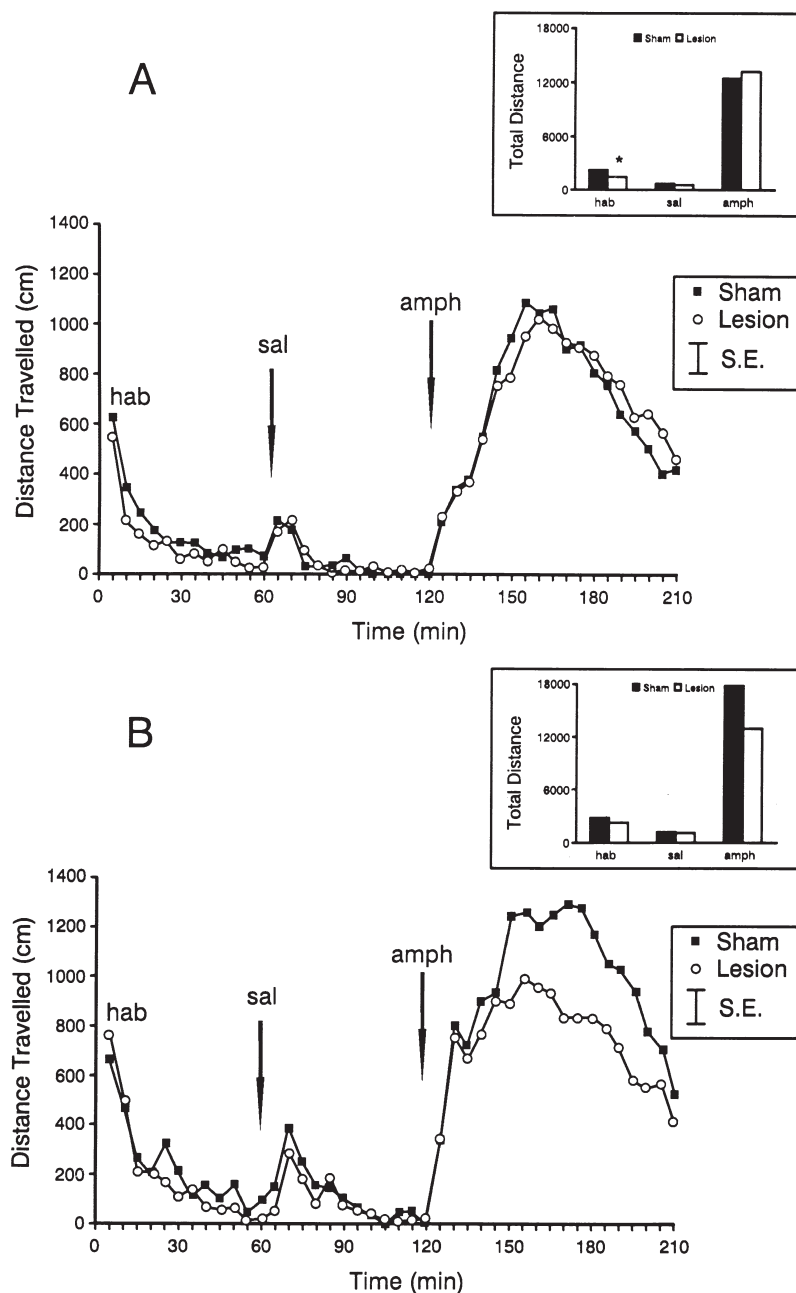 A
18000
12000
6000
0
Total Distance
Sham Lesion
*
hab sal amph
1400
1200
1000
800
600
400
200
0
Distance Travelled (cm)
hab
sal
amph
Sham
Lesion
S.E.
0 30 60 90 120 150 180 210
Time (min)
B
18000
12000
6000
0
Total Distance
Sham Lesion
hab sal amph
1400
1200
1000
800
600
400
200
0
Distance Travelled (cm)
hab
sal
amph
Sham
Lesion
S.E.
0 30 60 90 120 150 180 210
Time (min)